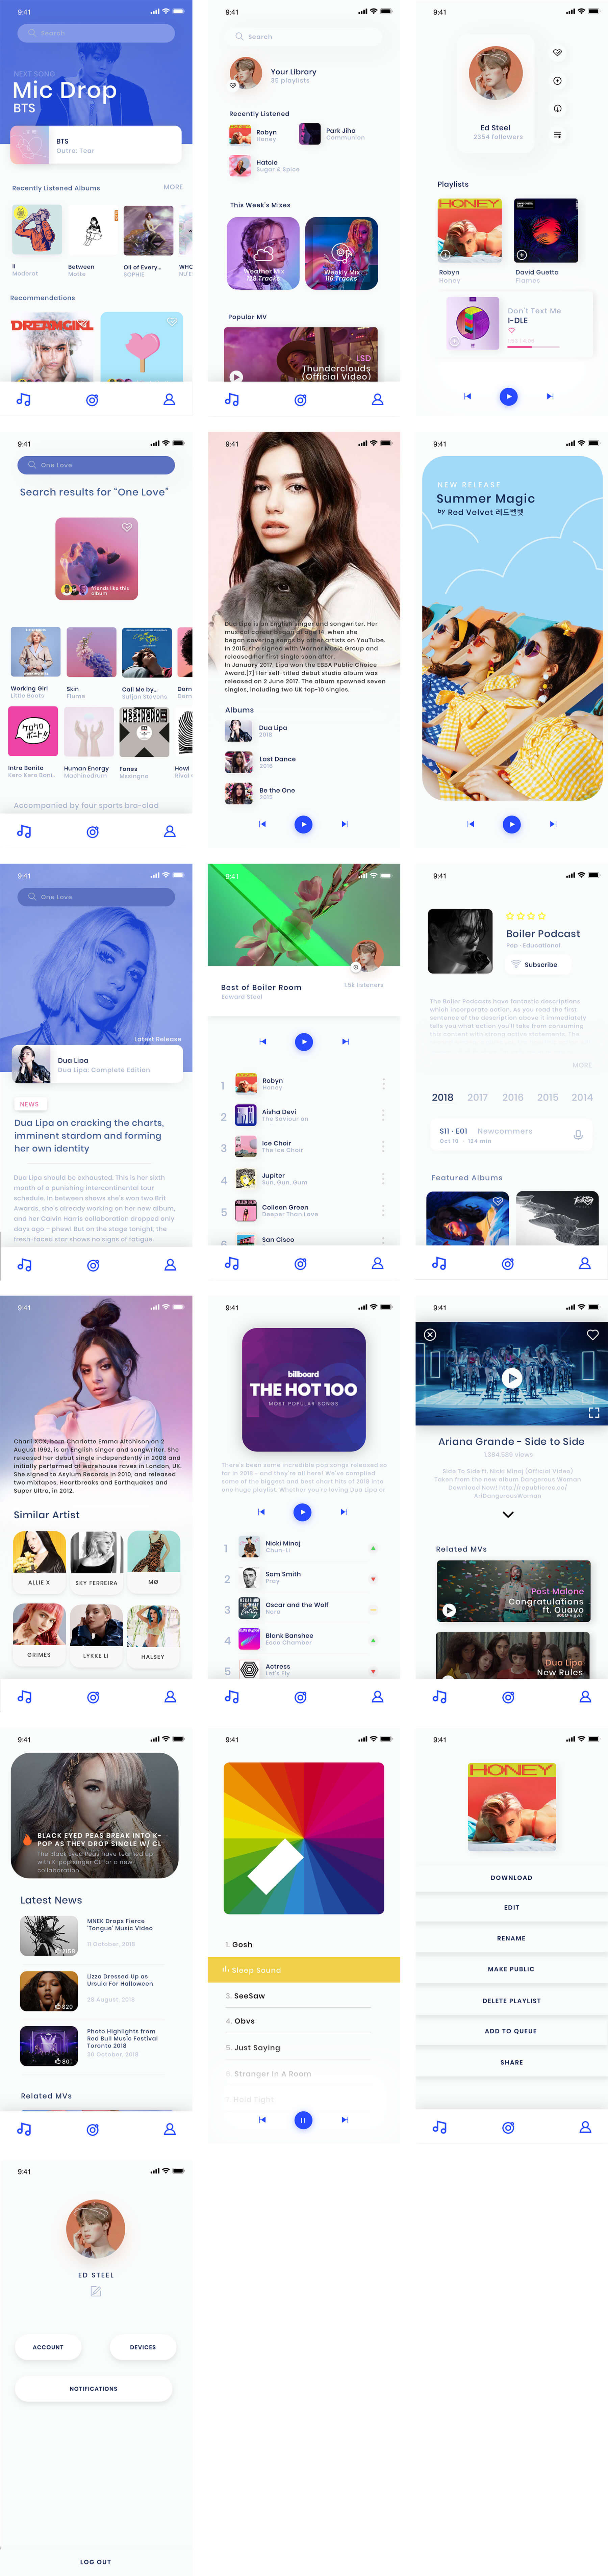 9:41
Search
NEXT SONG
Mic Drop
BTS
BTS
Outro: Tear
Recently Listened Albums
MORE
II
Moderat
Between
Matts
Oil of Every...
SOPHIE
WHO
NU'E
Recommendations
DREAMGIRL
9:41
Search
Your Library
35 playlists
Recently Listened
Robyn
Honey
Park Jiha
Communion
Hatcie
Sugar & Spice
This Week's Mixes
Weather Mix
128 Tracks
Weekly Mix
116 Tracks
Popular MV
LSD
Thunderclouds
(Official Video)
9:41
Ed Steel
2354 followers
Playlists
HONEY
Robyn
Honey
David Guetta
Flames
Don't Text Me
I-DLE
9:41
One Love
Search results for "One Love"
friends like this
album
Working Girl
Little Boots
Skin
Flume
Call Me by...
Sufjan Stevens
Darn
Darn
Intro Bonito
Kero Kero Boni..
Human Energy
Machinedrum
Fones
Mssingno
Howl
Rival
Accompanied by four sports bra-clad
9:41
Dua Lipa is an English singer and songwriter. Her
musical career began at age 14, when she
began covering songs by other artists on YouTube.
In 2015, she signed with Warner Music Group and
released her first single soon after.
In January 2017, Lipa won the EBBA Public Choice
Award.[7] Her self-titled debut studio album was
released on 2 June 2017. The album spawned seven
singles, including two UK top-10 singles.
Albums
Dua Lipa
2018
Last Dance
2016
Be the One
2015
9:41
NEW RELEASE
Summer Magic
by Red Velvet 레드벨벳
9:41
One Love
Latest Release
Dua Lipa
Dua Lipa: Complete Edition
NEWS
Dua Lipa on cracking the charts,
imminent stardom and forming
her own identity
Dua Lipa should be exhausted. This is her sixth
month of a punishing intercontinental tour
schedule. In between shows she's won two Brit
Awards, she's already working on her new album,
and her Calvin Harris collaboration dropped only
days ago – phew! But on the stage tonight, the
fresh-faced star shows no signs of fatigue.
9:41
Best of Boiler Room
Edward Steel
1.5k listeners
1
Robyn
Honey
2
Aisha Devi
The Saviour on
3
Ice Choir
The Ice Choir
4
Jupiter
Sun, Gun, Gum
5
Colleen Green
Deeper Than Love
6
San Cisco
9:41
Boiler Podcast
Pop · Educational
Subscribe
The Boiler Podcasts have fantastic descriptions
which incorporate action. As you read the first
sentence of the description above it immediately
tells you what action you'll take from consuming
this content with strong active statements. The
MORE
2018 2017 2016 2015 2014
S11 · E01 Newcommers
Oct 10 · 134 min
Featured Albums
9:41
Charli XCX, born Charlotte Emma Aitchison on 2
August 1992, is an English singer and songwriter. She
released her debut single independently in 2008 and
initially performed at warehouse raves in London, UK.
She signed to Asylum Records in 2010, and released
two mixtapes, Heartbreaks and Earthquakes and
Super Ultra, in 2012.
Similar Artist
ALLIE X
SKY FERREIRA
MØ
GRIMES
LYKKE LI
HALSEY
9:41
billboard
THE HOT 100
MOST POPULAR SONGS
There's been some incredible pop songs released so
far in 2018 - and they're all here! We've compiled
some of the biggest and best chart hits of 2018 into
one huge playlist. Whether you're loving Dua Lipa or
1
Nicki Minaj
Chun-Li
2
Sam Smith
Pray
3
Oscar and the Wolf
Nora
4
Blank Banshee
Ecco Chamber
5
Actress
Let's Fly
9:41
Ariana Grande - Side to Side
1,584,589 views
Side To Side ft. Nicki Minaj (Official Video)
Taken from the new album Dangerous Woman
Download Now! http://republicrec.co/
AriDangerousWoman
Related MVs
Post Malone
Congratulations
ft. Quavo
Dua Lipa
New Rules
9:41
BLACK EYED PEAS BREAK INTO K-
POP AS THEY DROP SINGLE W/ CL
The Black Eyed Peas have teamed up
with K-pop singer CL for a new
collaboration.
Latest News
MNEK Drops Fierce
'Tongue' Music Video
11 October, 2018
Lizzo Dressed Up as
Ursula For Halloween
26 August, 2018
820
Photo Highlights from
Red Bull Music Festival
Toronto 2018
30 October, 2018
80
Related MVs
9:41
1. Gosh
Sleep Sound
3. SeeSaw
4. Obvs
5. Just Saying
6. Stranger In A Room
9. Hold Tight
9:41
HONEY
DOWNLOAD
EDIT
RENAME
MAKE PUBLIC
DELETE PLAYLIST
ADD TO QUEUE
SHARE
9:41
ED STEEL
ACCOUNT
DEVICES
NOTIFICATIONS
LOG OUT